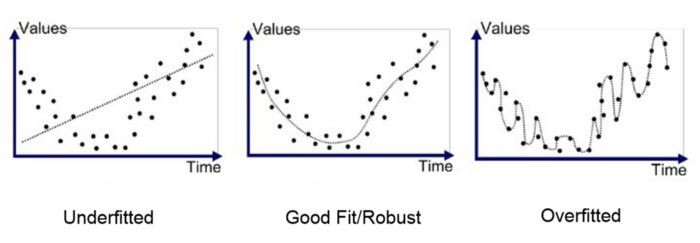 Values
Time
Underfitted
Values
Time
Good Fit/Robust
Values
Time
Overfitted